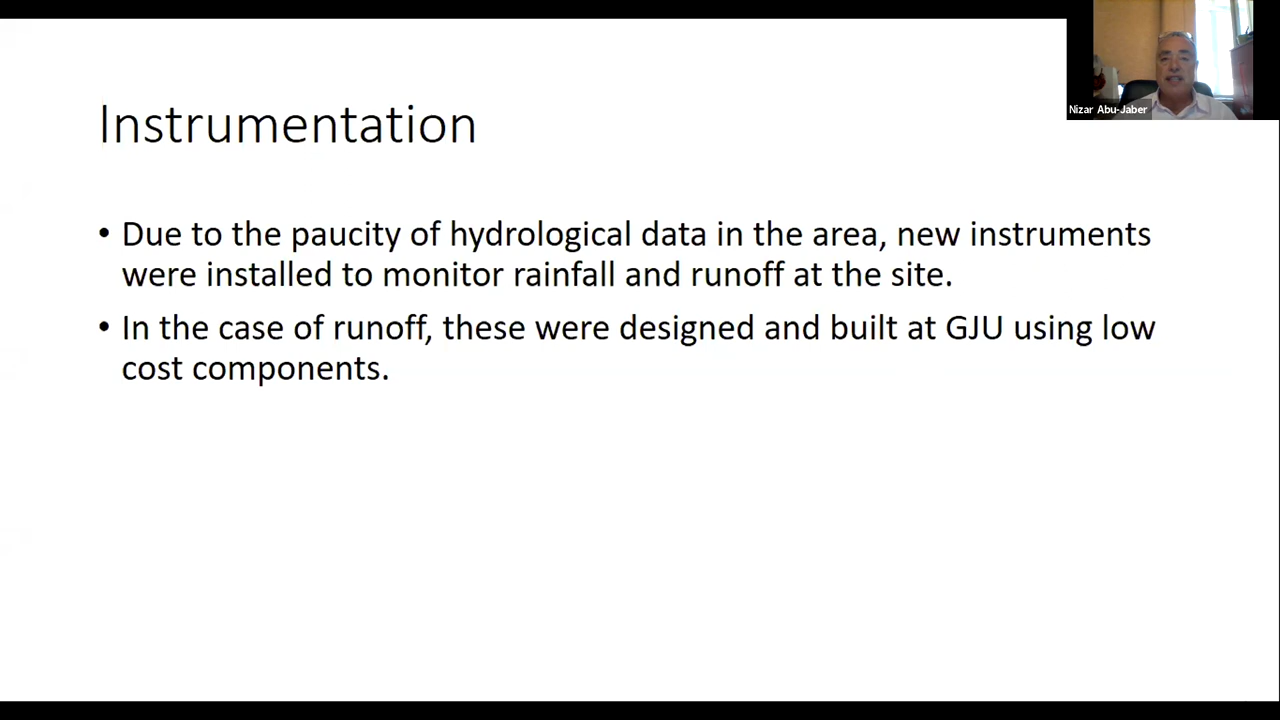 Nizar Abu-Jaber
Instrumentation
• Due to the paucity of hydrological data in the area, new instruments
were installed to monitor rainfall and runoff at the site.
• In the case of runoff, these were designed and built at GJU using low
cost components.